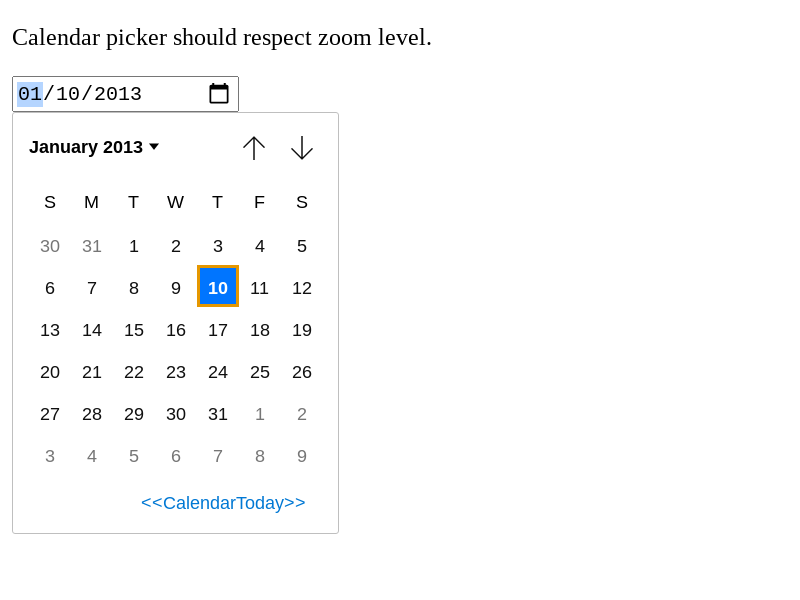 Calendar picker should respect zoom level.
01/10/2013
January 2013
S M T W T F S
30 31 1 2 3 4 5
6 7 8 9 10 11 12
13 14 15 16 17 18 19
20 21 22 23 24 25 26
27 28 29 30 31 1 2
3 4 5 6 7 8 9
<<CalendarToday>>